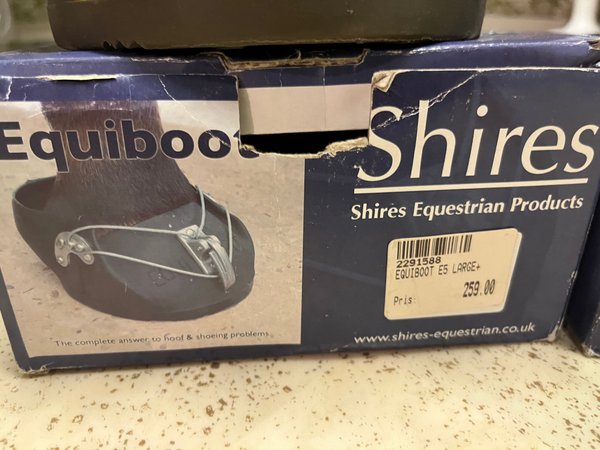 Equiboot
Shires
Shires Equestrian Products
2291588
EQUIBOOT E5 LARGE+
Pris: 259.00
The complete answer to hoof & shoeing problems
www.shires-equestrian.co.uk